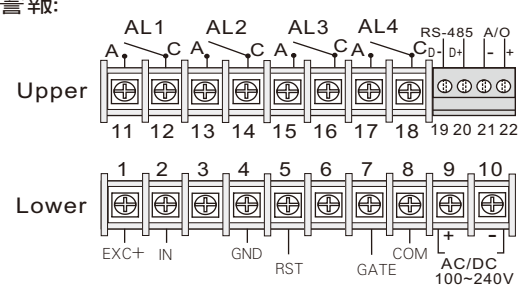 警報:
AL1 AL2 AL3 AL4
RS-485 A/O
A C A C A C A C D- D+ - +
Upper
11 12 13 14 15 16 17 18 19 20 21 22
1 2 3 4 5 6 7 8 9 10
Lower
+ -
EXC+ IN GND RST GATE COM
AC/DC
100~240V